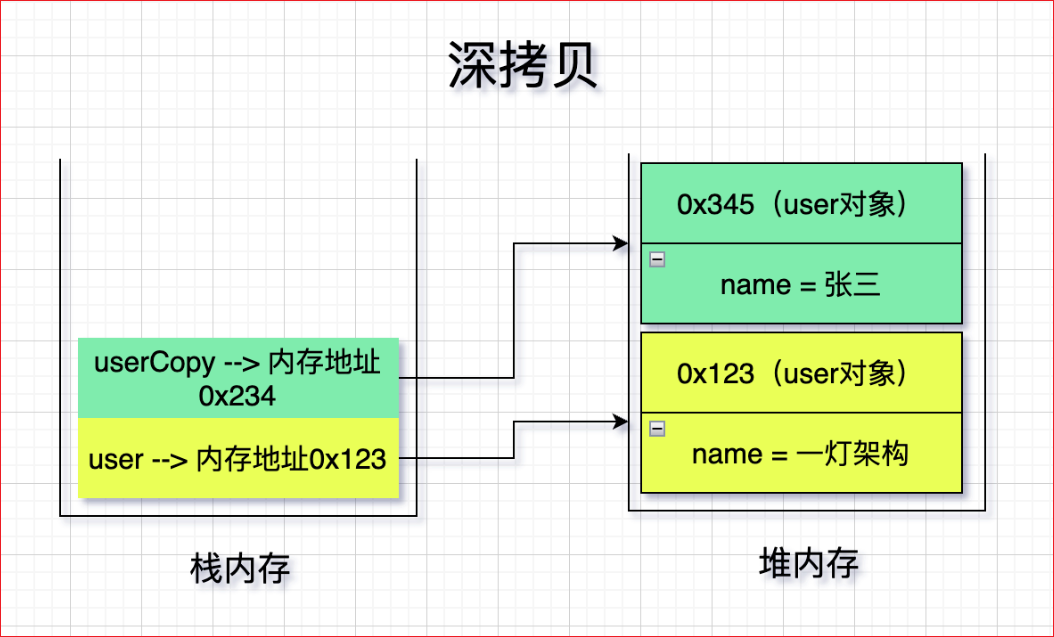 深拷贝
userCopy --> 内存地址
0x234
user --> 内存地址0x123
栈内存
0x345（user对象）
name = 张三
0x123（user对象）
name = 一灯架构
堆内存